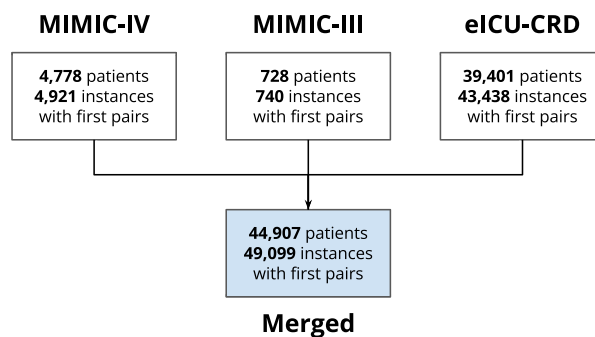 MIMIC-IV
4,778 patients
4,921 instances
with first pairs
MIMIC-III
728 patients
740 instances
with first pairs
eICU-CRD
39,401 patients
43,438 instances
with first pairs
44,907 patients
49,099 instances
with first pairs
Merged